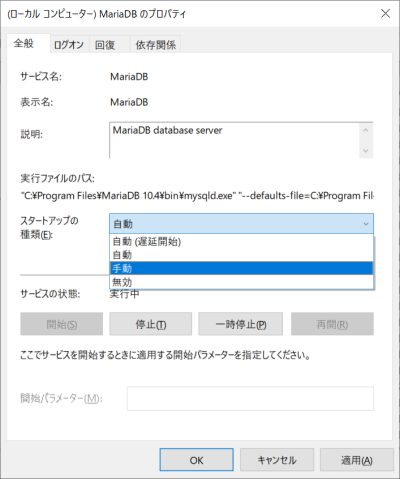 (ローカル コンピューター) MariaDB のプロパティ
全般 ログオン 回復 依存関係
サービス名: MariaDB
表示名: MariaDB
説明: MariaDB database server
実行ファイルのパス:
"C:¥Program Files¥MariaDB 10.4¥bin¥mysqld.exe" "--defaults-file=C:¥Program Fil
スタートアップの
種類(E): 自動
自動 (遅延開始)
自動
手動
無効
サービスの状態: 実行中
開始(S) 停止(T) 一時停止(P) 再開(R)
ここでサービスを開始するときに適用する開始パラメーターを指定してください。
開始パラメーター(M):
OK キャンセル 適用(A)